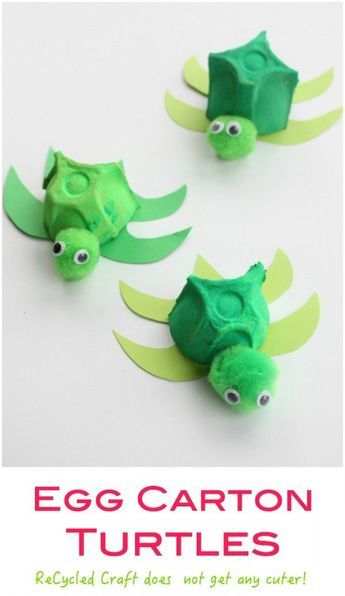 EGG CARTON
TURTLES
ReCycled Craft does not get any cuter!